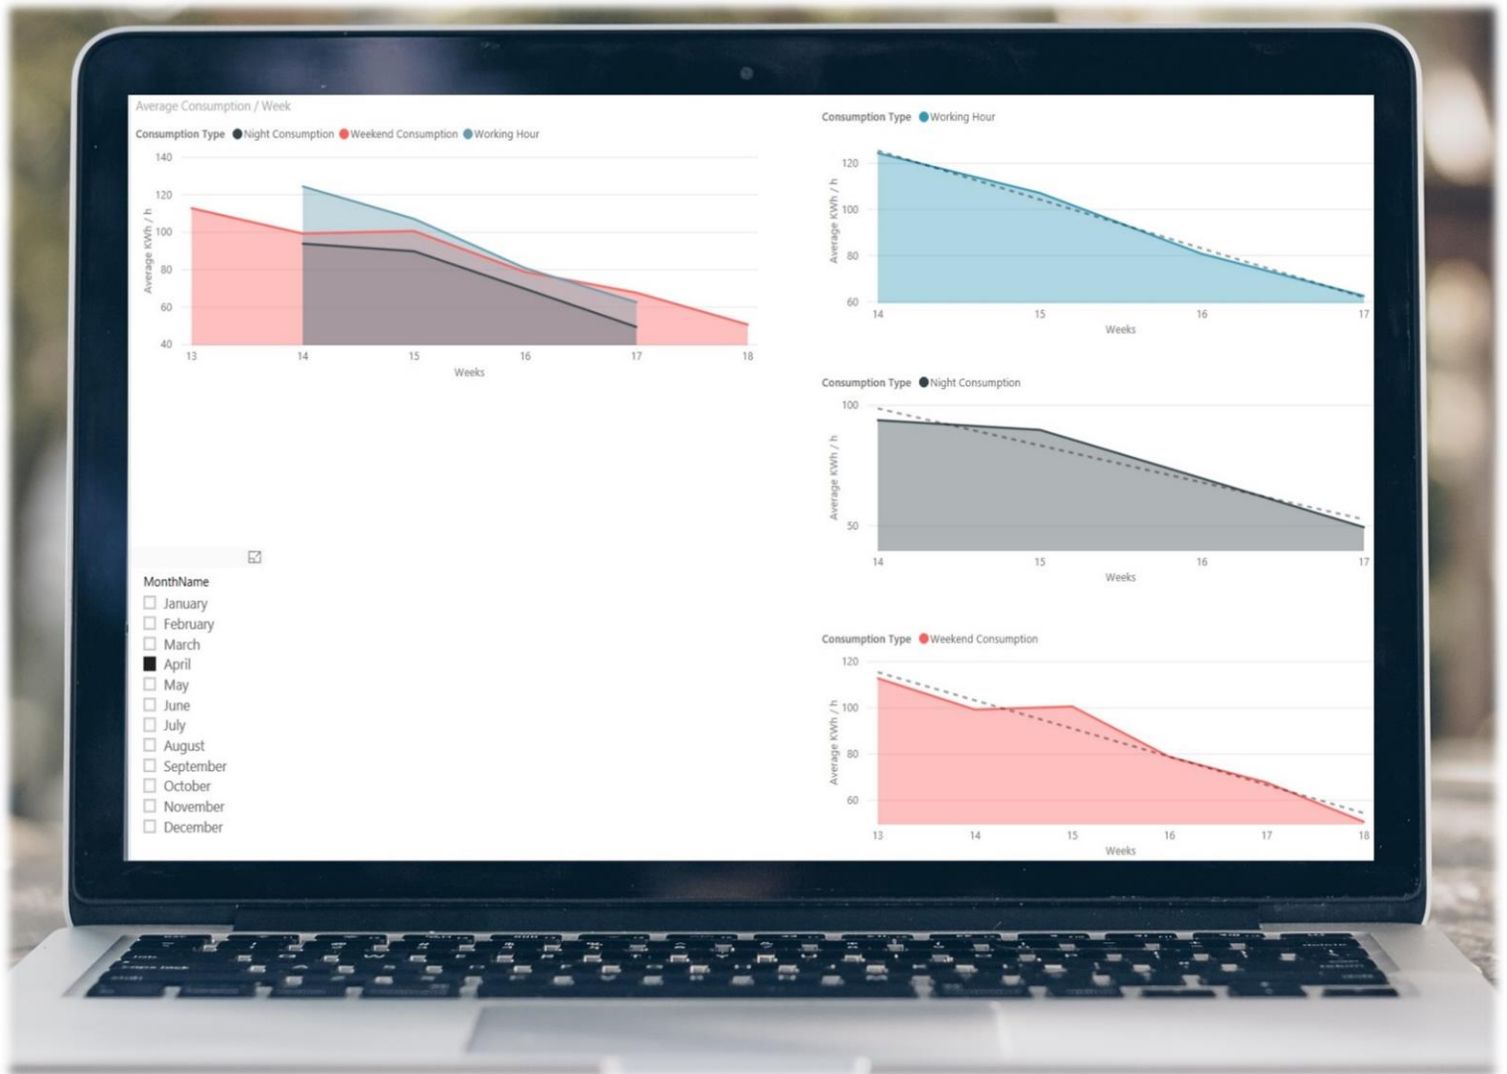 Average Consumption / Week
Consumption Type Night Consumption Weekend Consumption Working Hour
140
120
100
80
60
40
Average KWh / h
13 14 15 16 17 18
Weeks
MonthName
January
February
March
April
May
June
July
August
September
October
November
December
Consumption Type Working Hour
120
100
80
60
Average KWh / h
14 15 16 17
Weeks
Consumption Type Night Consumption
100
50
Average KWh / h
14 15 16 17
Weeks
Consumption Type Weekend Consumption
120
100
80
60
Average KWh / h
13 14 15 16 17 18
Weeks